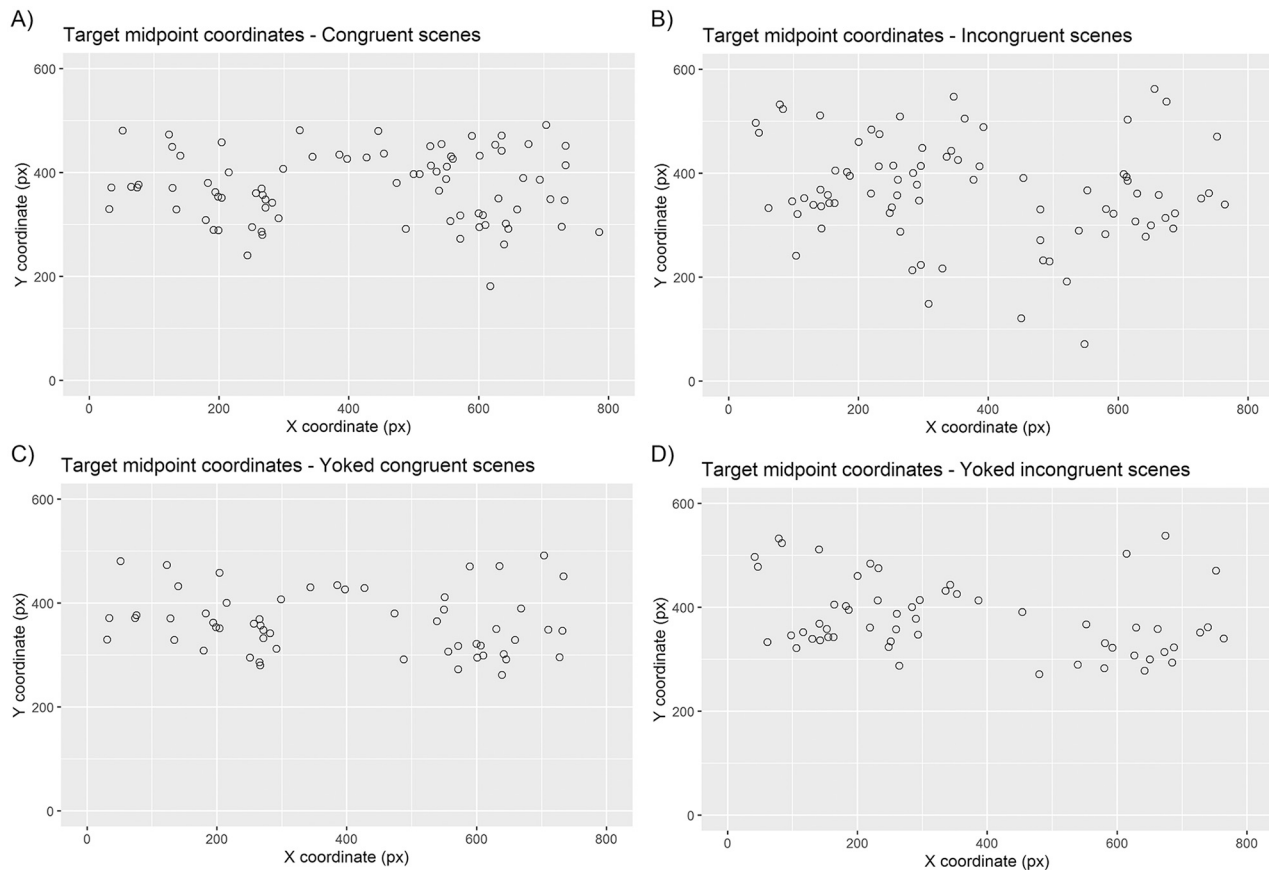 A)
Target midpoint coordinates - Congruent scenes
600
400
200
0
Y coordinate (px)
0 200 400 600 800
X coordinate (px)
B)
Target midpoint coordinates - Incongruent scenes
600
400
200
0
Y coordinate (px)
0 200 400 600 800
X coordinate (px)
C)
Target midpoint coordinates - Yoked congruent scenes
600
400
200
0
Y coordinate (px)
0 200 400 600 800
X coordinate (px)
D)
Target midpoint coordinates - Yoked incongruent scenes
600
400
200
0
Y coordinate (px)
0 200 400 600 800
X coordinate (px)